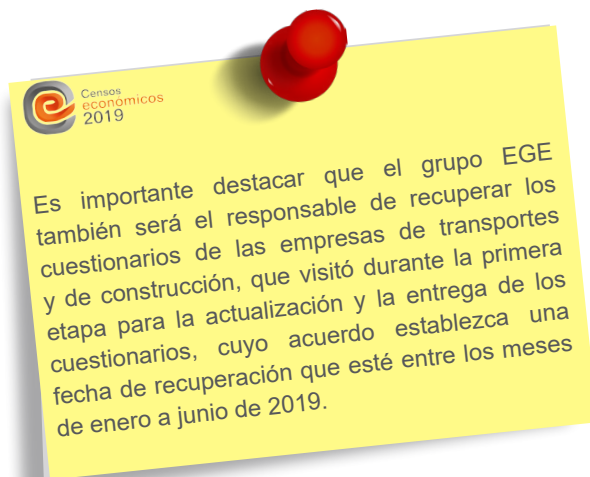 Censos
económicos
2019
Es importante destacar que el grupo EGE
también será el responsable de recuperar los
cuestionarios de las empresas de transportes
y de construcción, que visitó durante la primera
etapa para la actualización y la entrega de los
cuestionarios, cuyo acuerdo establezca una
fecha de recuperación que esté entre los meses
de enero a junio de 2019.